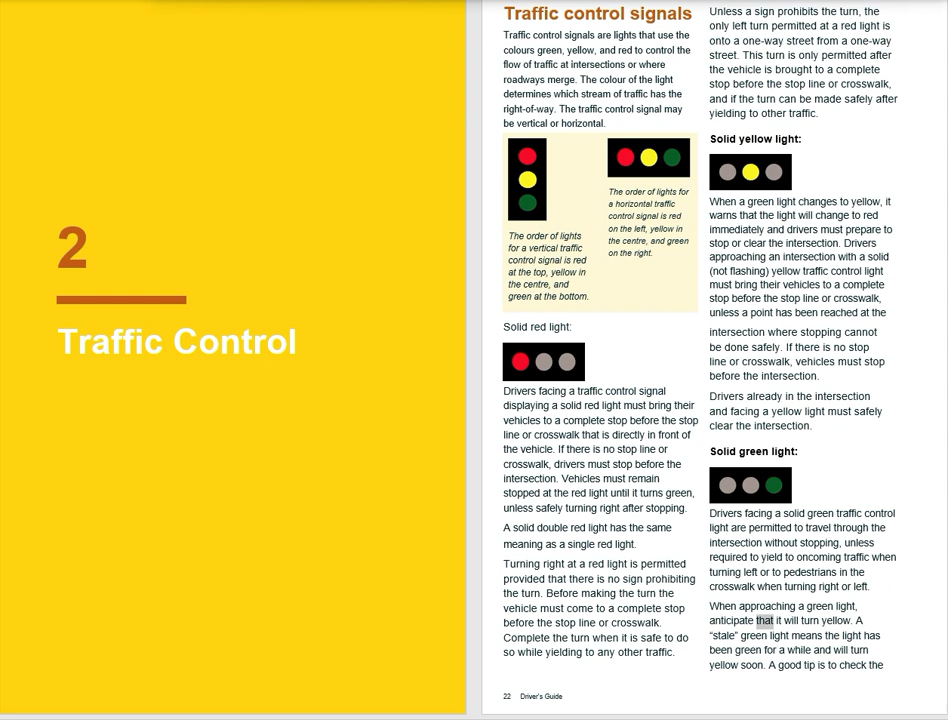 2
Traffic Control
Traffic control signals
Traffic control signals are lights that use the
colours green, yellow, and red to control the
flow of traffic at intersections or where
roadways merge. The colour of the light
determines which stream of traffic has the
right-of-way. The traffic control signal may
be vertical or horizontal.
The order of lights
for a vertical traffic
control signal is red
at the top, yellow in
the centre, and
green at the bottom.
The order of lights for
a horizontal traffic
control signal is red
on the left, yellow in
the centre, and green
on the right.
Solid red light:
Drivers facing a traffic control signal
displaying a solid red light must bring their
vehicles to a complete stop before the stop
line or crosswalk that is directly in front of
the vehicle. If there is no stop line or
crosswalk, drivers must stop before the
intersection. Vehicles must remain
stopped at the red light until it turns green,
unless safely turning right after stopping.
A solid double red light has the same
meaning as a single red light.
Turning right at a red light is permitted
provided that there is no sign prohibiting
the turn. Before making the turn the
vehicle must come to a complete stop
before the stop line or crosswalk.
Complete the turn when it is safe to do
so while yielding to any other traffic.
Unless a sign prohibits the turn, the
only left turn permitted at a red light is
onto a one-way street from a one-way
street. This turn is only permitted after
the vehicle is brought to a complete
stop before the stop line or crosswalk,
and if the turn can be made safely after
yielding to other traffic.
Solid yellow light:
When a green light changes to yellow, it
warns that the light will change to red
immediately and drivers must prepare to
stop or clear the intersection. Drivers
approaching an intersection with a solid
(not flashing) yellow traffic control light
must bring their vehicles to a complete
stop before the stop line or crosswalk,
unless a point has been reached at the
intersection where stopping cannot
be done safely. If there is no stop
line or crosswalk, vehicles must stop
before the intersection.
Drivers already in the intersection
and facing a yellow light must safely
clear the intersection.
Solid green light:
Drivers facing a solid green traffic control
light are permitted to travel through the
intersection without stopping, unless
required to yield to oncoming traffic when
turning left or to pedestrians in the
crosswalk when turning right or left.
When approaching a green light,
anticipate that it will turn yellow. A
“stale” green light means the light has
been green for a while and will turn
yellow soon. A good tip is to check the
22 Driver's Guide